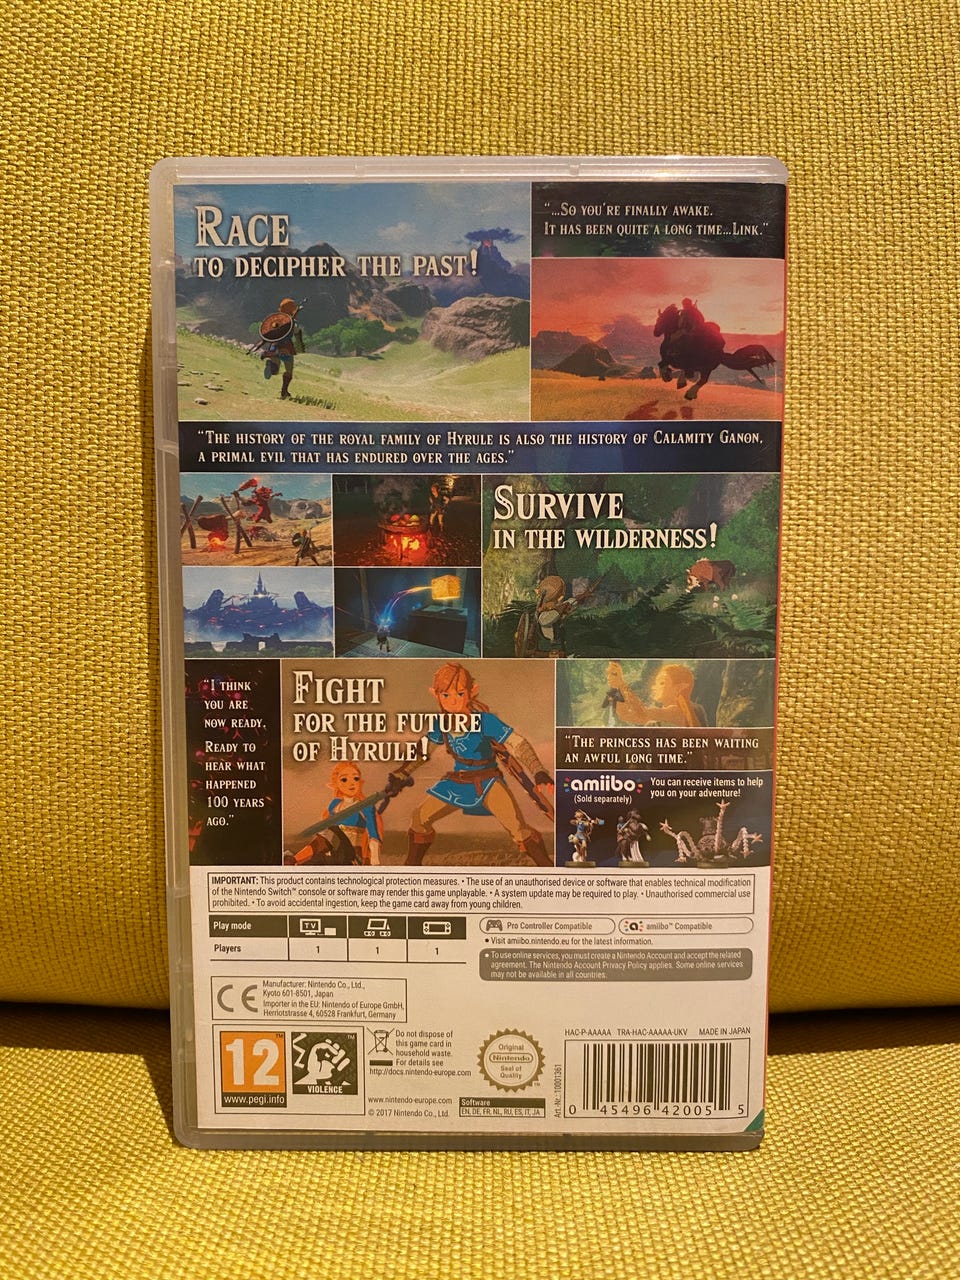 RACE
TO DECIPHER THE PAST!
"...SO YOU'RE FINALLY AWAKE.
IT HAS BEEN QUITE A LONG TIME...LINK."
"THE HISTORY OF THE ROYAL FAMILY OF HYRULE IS ALSO THE HISTORY OF CALAMITY GANON,
A PRIMAL EVIL THAT HAS ENDURED OVER THE AGES."
SURVIVE
IN THE WILDERNESS!
"I THINK
YOU ARE
NOW READY.
READY TO
HEAR WHAT
HAPPENED
100 YEARS
AGO."
FIGHT
FOR THE FUTURE
OF HYRULE!
"THE PRINCESS HAS BEEN WAITING
AN AWFUL LONG TIME."
amiibo
(Sold separately)
You can receive items to help
you on your adventure!
IMPORTANT: This product contains technological protection measures. • The use of an unauthorised device or software that enables technical modification
of the Nintendo Switch™ console or software may render this game unplayable. • A system update may be required to play. • Unauthorised commercial use
prohibited. • To avoid accidental ingestion, keep the game card away from young children.
Play mode
TV
Players
1
1
1
Pro Controller Compatible
amiibo™ Compatible
• Visit amiibo.nintendo.eu for the latest information.
• To use online services, you must create a Nintendo Account and accept the related
agreement. The Nintendo Account Privacy Policy applies. Some online services
may not be available in all countries.
CE
Manufacturer: Nintendo Co., Ltd.,
Kyoto 601-8501, Japan
Importer in the EU: Nintendo of Europe GmbH,
Herriotstrasse 4, 60528 Frankfurt, Germany
12
www.pegi.info
VIOLENCE
Do not dispose of
this game card in
household waste.
For details see
http://docs.nintendo-europe.com
www.nintendo-europe.com
© 2017 Nintendo Co., Ltd.
Original
Nintendo
Seal of
Quality
Software
EN, DE, FR, NL, RU, ES, IT, JA
Art.-Nr.: 10001361
HAC-P-AAAAA TRA-HAC-AAAAA-UKV MADE IN JAPAN
0 45496 42005 5